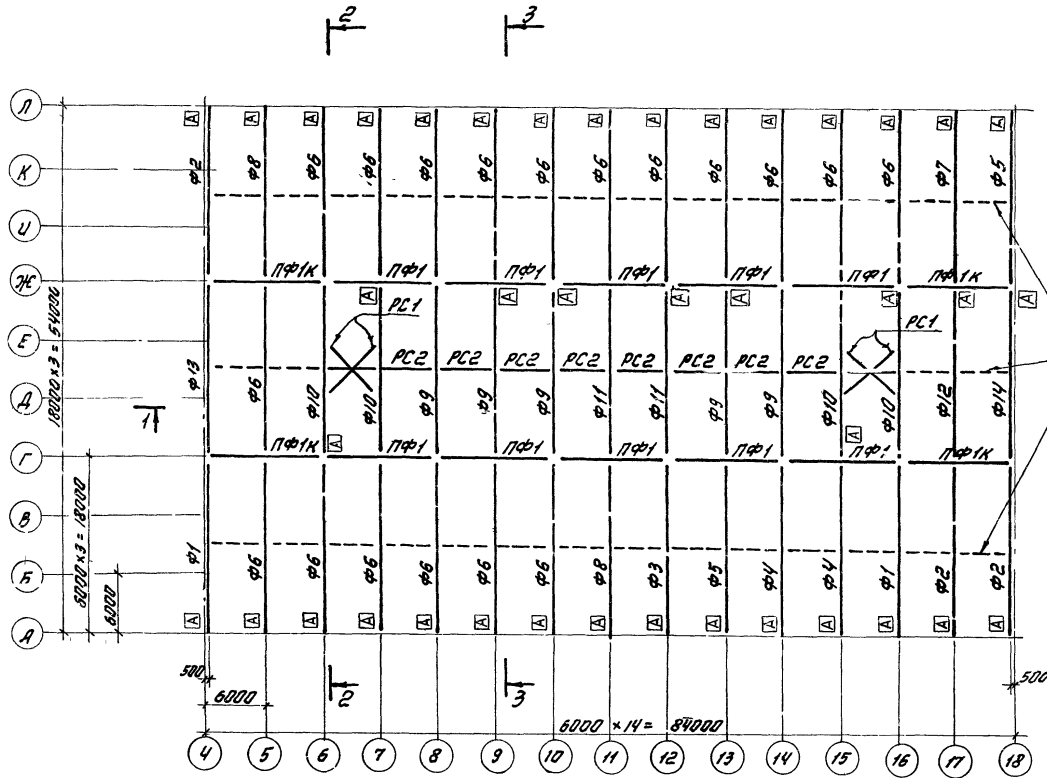 2 3
Л
А А А А А А А А А А А А А А А
К
Ф2 Ф8 Ф6 Ф6 Ф6 Ф6 Ф6 Ф6 Ф6 Ф6 Ф6 Ф6 Ф6 Ф7 Ф5
И
ПФ1К ПФ1 ПФ1 ПФ1 ПФ1 ПФ1 ПФ1К
Ж
А А А А А А А А
РС1 РС1
Е
РС2 РС2 РС2 РС2 РС2 РС2 РС2 РС2
Ф13 Ф6 Ф10 Ф10 Ф9 Ф9 Ф9 Ф11 Ф11 Ф9 Ф9 Ф10 Ф10 Ф12 Ф14
Д
18000 × 3 = 54000
1
А А
ПФ1К ПФ1 ПФ1 ПФ1 ПФ1 ПФ1 ПФ1К
Г
6000 × 3 = 18000
В
Ф1 Ф6 Ф6 Ф6 Ф6 Ф6 Ф6 Ф8 Ф3 Ф5 Ф4 Ф4 Ф1 Ф2 Ф2
Б
6000
А А А А А А А А А А А А А А А
А
500 2 3 500
6000
6000 × 14 = 84000
4 5 6 7 8 9 10 11 12 13 14 15 16 17 18